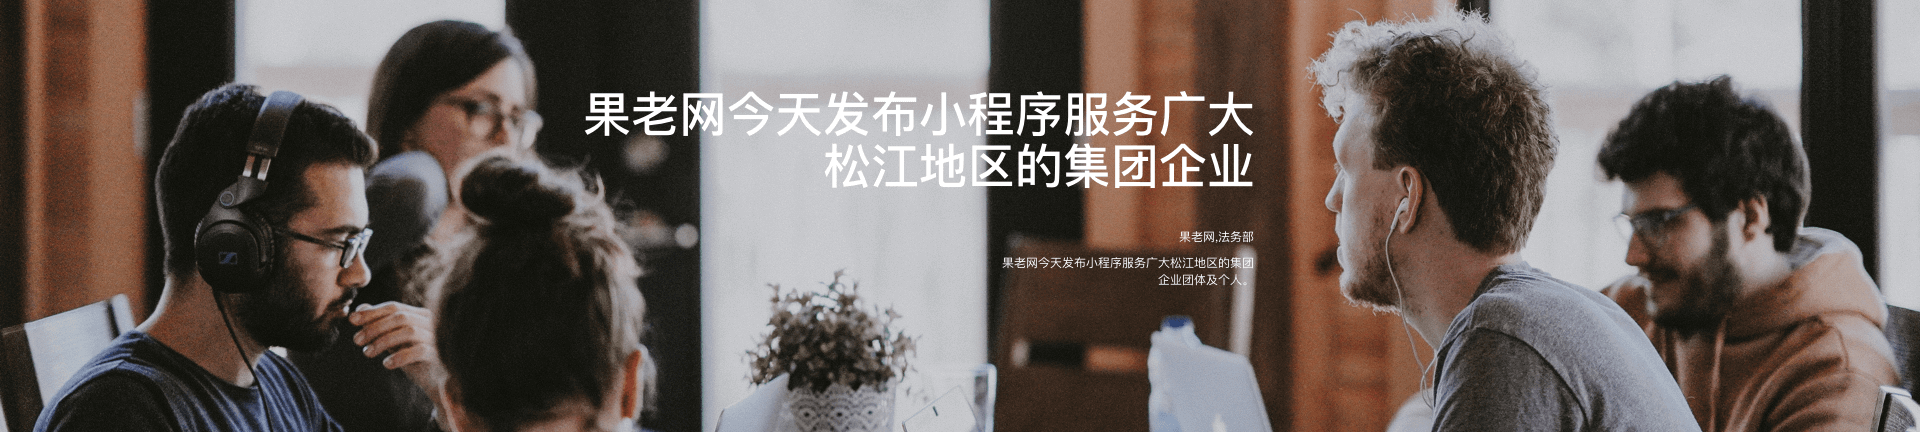 果老网今天发布小程序服务广大
松江地区的集团企业
果老网,法务部
果老网今天发布小程序服务广大松江地区的集团
企业团体及个人。